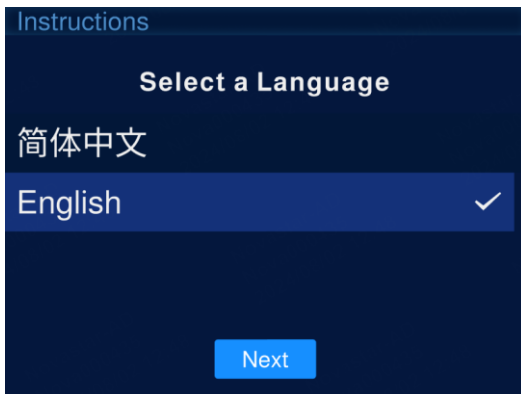 Instructions
Select a Language
简体中文
English
Next